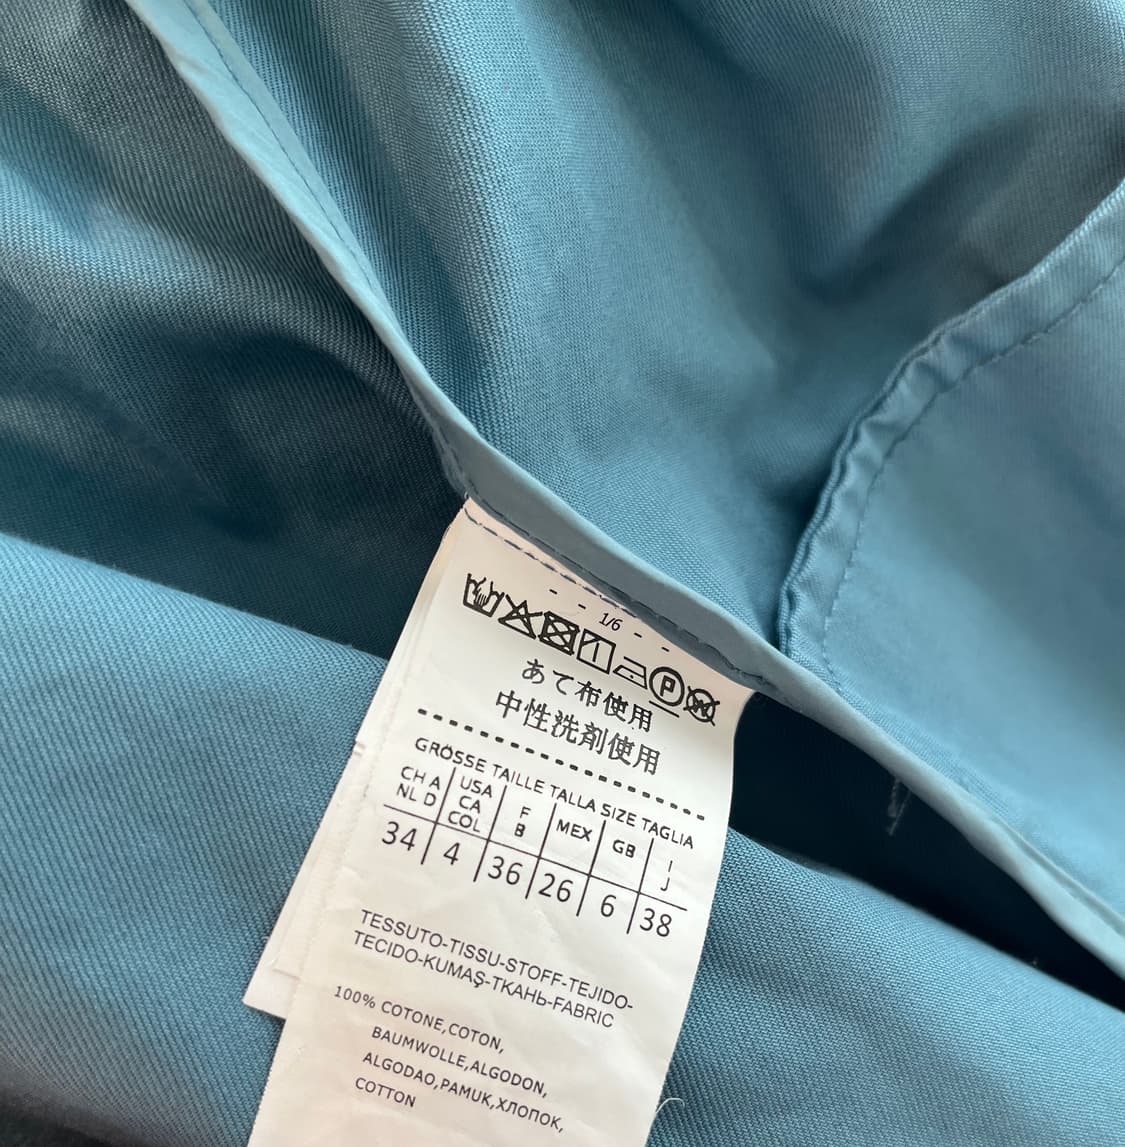 1/6
P
W
あて布使用
中性洗剤使用
GRÖSSE TAILLE TALLA SIZE TAGLIA
CH A NL D USA CA COL F B MEX GB I J
34 4 36 26 6 38
TESSUTO-TISSU-STOFF-TEJIDO-
TECIDO-KUMAŞ-ТКАНЬ-FABRIC
100% COTONE,COTON,
BAUMWOLLE,ALGODON,
ALGODAO,PAMUK,ХЛОПОК,
COTTON